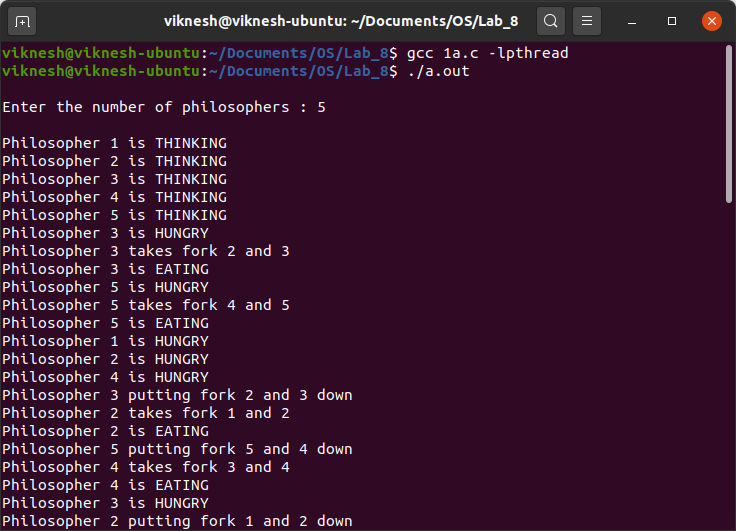 viknesh@viknesh-ubuntu: ~/Documents/OS/Lab_8
viknesh@viknesh-ubuntu:~/Documents/OS/Lab_8$ gcc 1a.c -lpthread
viknesh@viknesh-ubuntu:~/Documents/OS/Lab_8$ ./a.out
Enter the number of philosophers : 5
Philosopher 1 is THINKING
Philosopher 2 is THINKING
Philosopher 3 is THINKING
Philosopher 4 is THINKING
Philosopher 5 is THINKING
Philosopher 3 is HUNGRY
Philosopher 3 takes fork 2 and 3
Philosopher 3 is EATING
Philosopher 5 is HUNGRY
Philosopher 5 takes fork 4 and 5
Philosopher 5 is EATING
Philosopher 1 is HUNGRY
Philosopher 2 is HUNGRY
Philosopher 4 is HUNGRY
Philosopher 3 putting fork 2 and 3 down
Philosopher 2 takes fork 1 and 2
Philosopher 2 is EATING
Philosopher 5 putting fork 5 and 4 down
Philosopher 4 takes fork 3 and 4
Philosopher 4 is EATING
Philosopher 3 is HUNGRY
Philosopher 2 putting fork 1 and 2 down